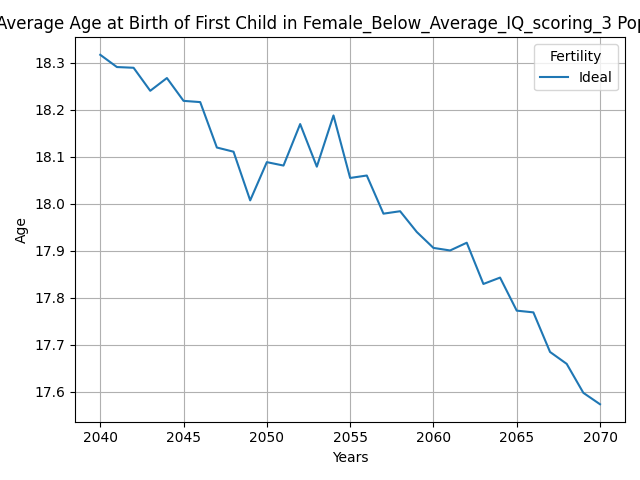 Average Age at Birth of First Child in Female_Below_Average_IQ_scoring_3
Fertility
Ideal
18.3
18.2
18.1
18.0
17.9
17.8
17.7
17.6
Age
2040 2045 2050 2055 2060 2065 2070
Years